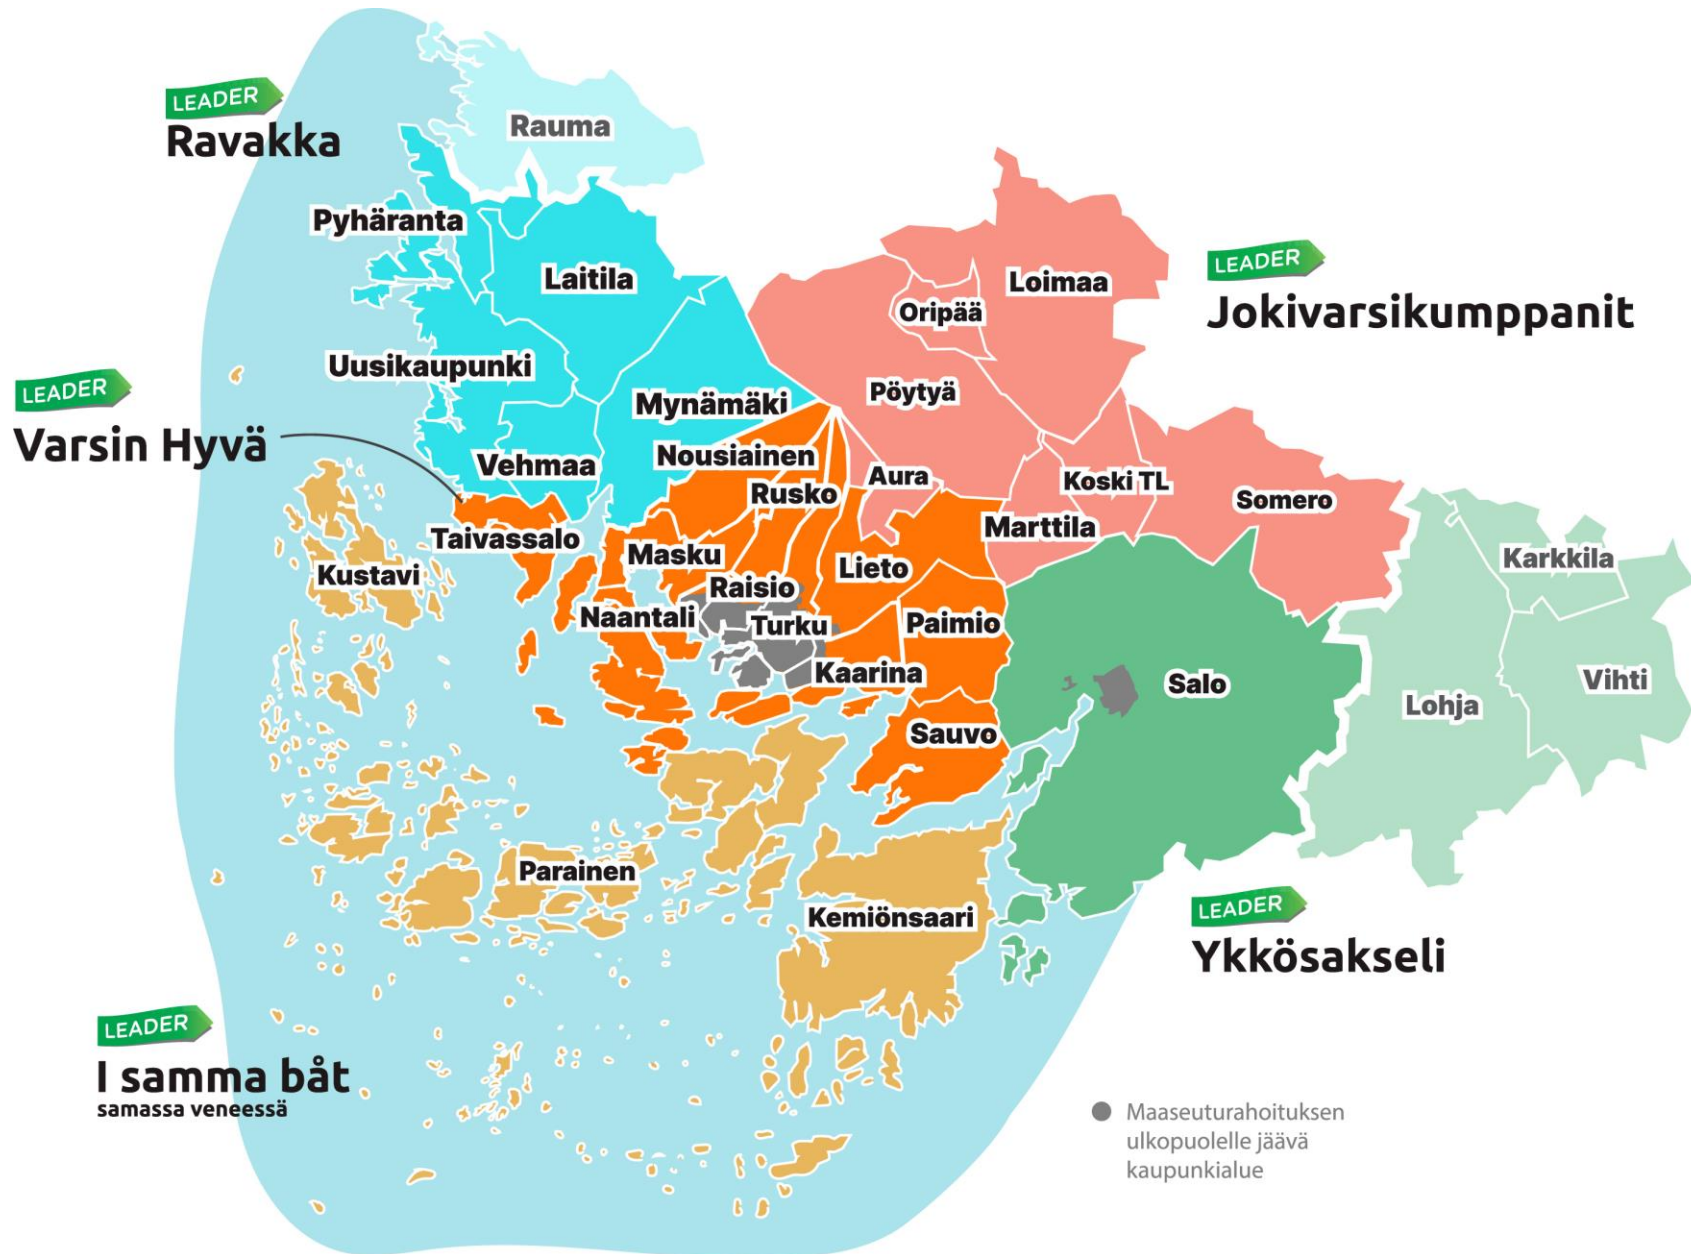 LEADER
Ravakka
Rauma
Pyhäranta
Laitila
Loimaa
LEADER
Jokivarsikumppanit
Oripää
Uusikaupunki
LEADER
Varsin Hyvä
Mynämäki
Pöytyä
Vehmaa
Nousiainen
Rusko
Aura
Koski TL
Somero
Taivassalo
Marttila
Masku
Lieto
Karkkila
Kustavi
Raisio
Naantali
Turku
Paimio
Kaarina
Salo
Vihti
Lohja
Sauvo
Parainen
Kemiönsaari
LEADER
Ykkösakseli
LEADER
I samma båt
samassa veneessä
Maaseuturahoituksen
ulkopuolelle jäävä
kaupunkialue